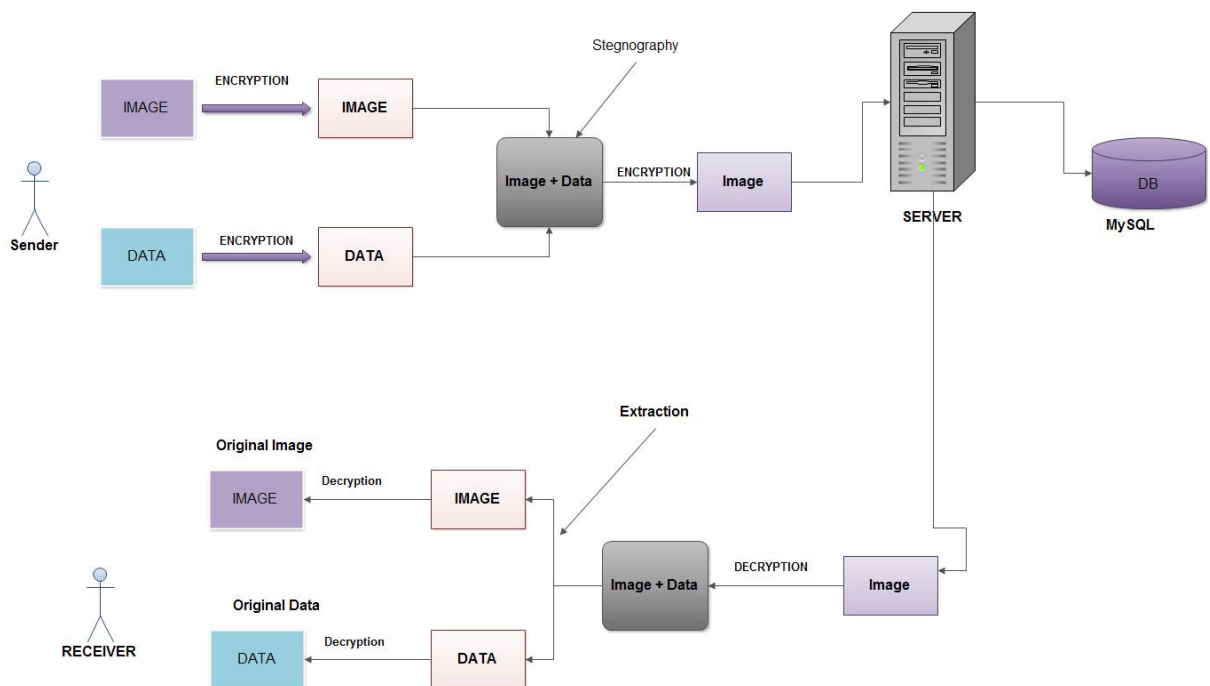 Stegnography
IMAGE
ENCRYPTION
IMAGE
Image + Data
ENCRYPTION
Image
SERVER
DB
MySQL
Sender
DATA
ENCRYPTION
DATA
Extraction
Original Image
IMAGE
Decryption
IMAGE
Image + Data
DECRYPTION
Image
RECEIVER
Original Data
DATA
Decryption
DATA